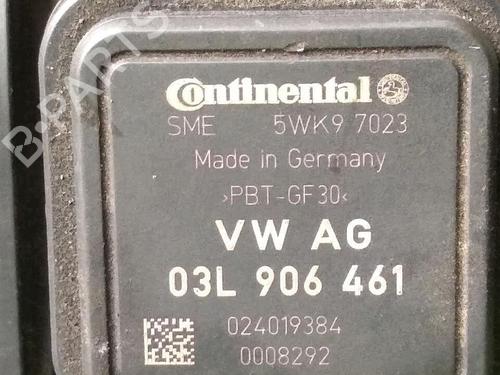 Continental
SME 5WK9 7023
Made in Germany
>PBT-GF30<
VW AG
03L 906 461
024019384
0008292
B-PARTS